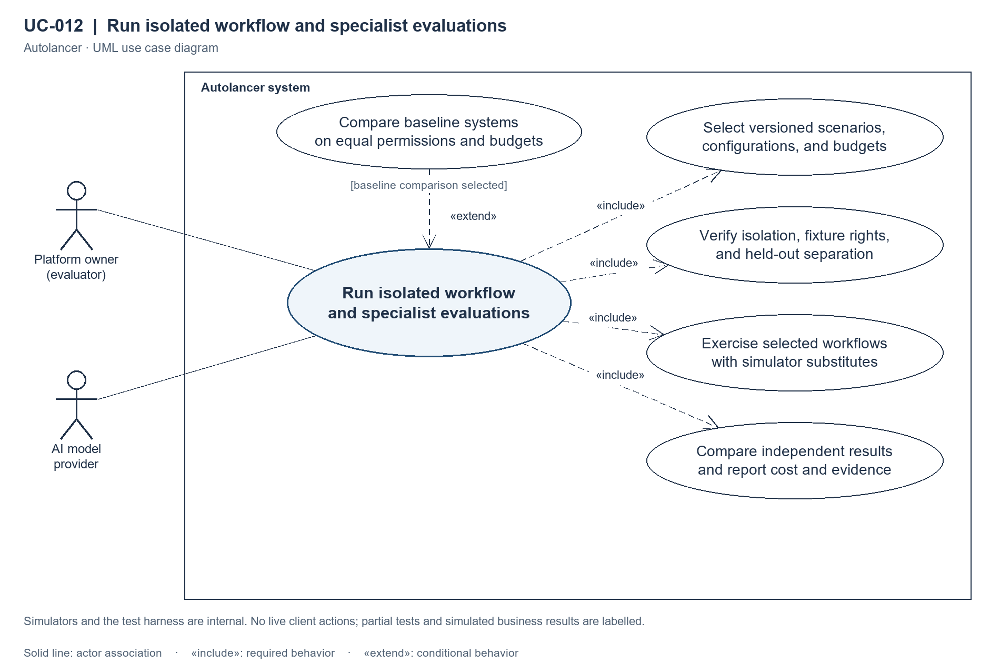 UC-012 | Run isolated workflow and specialist evaluations
Autolancer · UML use case diagram
Autolancer system
Compare baseline systems
on equal permissions and budgets
Select versioned scenarios,
configurations, and budgets
[baseline comparison selected]
«include»
«extend»
Verify isolation, fixture rights,
and held-out separation
Platform owner
(evaluator)
«include»
Run isolated workflow
and specialist evaluations
«include»
Exercise selected workflows
with simulator substitutes
«include»
AI model
provider
Compare independent results
and report cost and evidence
Simulators and the test harness are internal. No live client actions; partial tests and simulated business results are labelled.
Solid line: actor association · «include»: required behavior · «extend»: conditional behavior